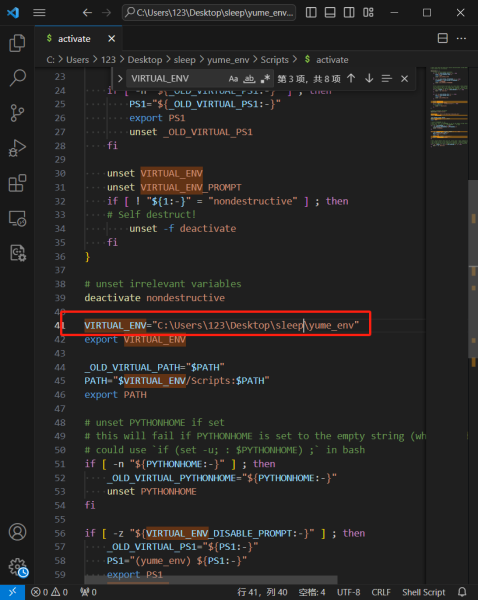 C:\Users\123\Desktop\sleep\yume_env...
$ activate
C: > Users > 123 > Desktop > sleep > yume_env > Scripts > $ activate
VIRTUAL_ENV Aa ab .* 第 3 项，共 8 项
23
24 if [ -n "${_OLD_VIRTUAL_PS1:-}" ] ; then
25 PS1="${_OLD_VIRTUAL_PS1:-}"
26 export PS1
27 unset _OLD_VIRTUAL_PS1
28 fi
29
30 unset VIRTUAL_ENV
31 unset VIRTUAL_ENV_PROMPT
32 if [ ! "${1:-}" = "nondestructive" ] ; then
33 # Self destruct!
34 unset -f deactivate
35 fi
36 }
37
38 # unset irrelevant variables
39 deactivate nondestructive
40
41 VIRTUAL_ENV="C:\Users\123\Desktop\sleep\yume_env"
42 export VIRTUAL_ENV
43
44 _OLD_VIRTUAL_PATH="$PATH"
45 PATH="$VIRTUAL_ENV/Scripts:$PATH"
46 export PATH
47
48 # unset PYTHONHOME if set
49 # this will fail if PYTHONHOME is set to the empty string (wh
50 # could use `if (set -u; : $PYTHONHOME) ;` in bash
51 if [ -n "${PYTHONHOME:-}" ] ; then
52 _OLD_VIRTUAL_PYTHONHOME="${PYTHONHOME:-}"
53 unset PYTHONHOME
54 fi
55
56 if [ -z "${VIRTUAL_ENV_DISABLE_PROMPT:-}" ] ; then
57 _OLD_VIRTUAL_PS1="${PS1:-}"
58 PS1="(yume_env) ${PS1:-}"
59 export PS1
0 0 0 行 41，列 40 空格: 4 UTF-8 CRLF Shell Script